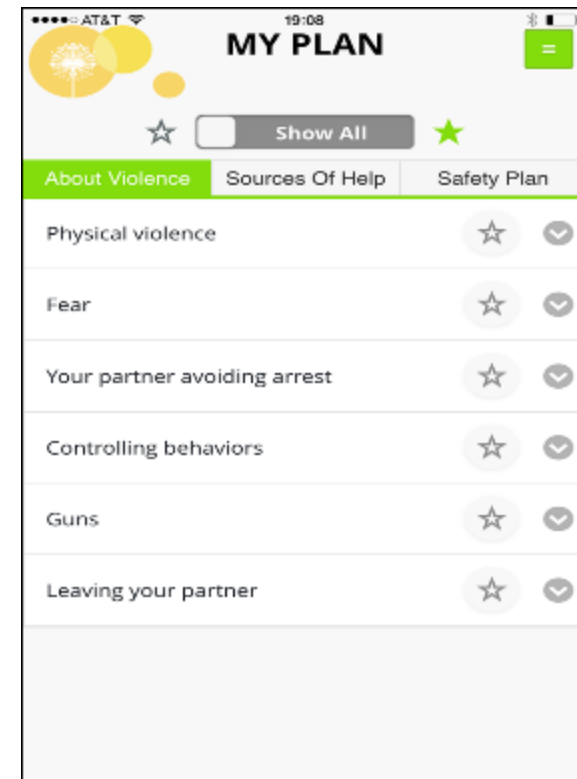 AT&T 19:08
MY PLAN
=
Show All
About Violence Sources Of Help Safety Plan
Physical violence
Fear
Your partner avoiding arrest
Controlling behaviors
Guns
Leaving your partner